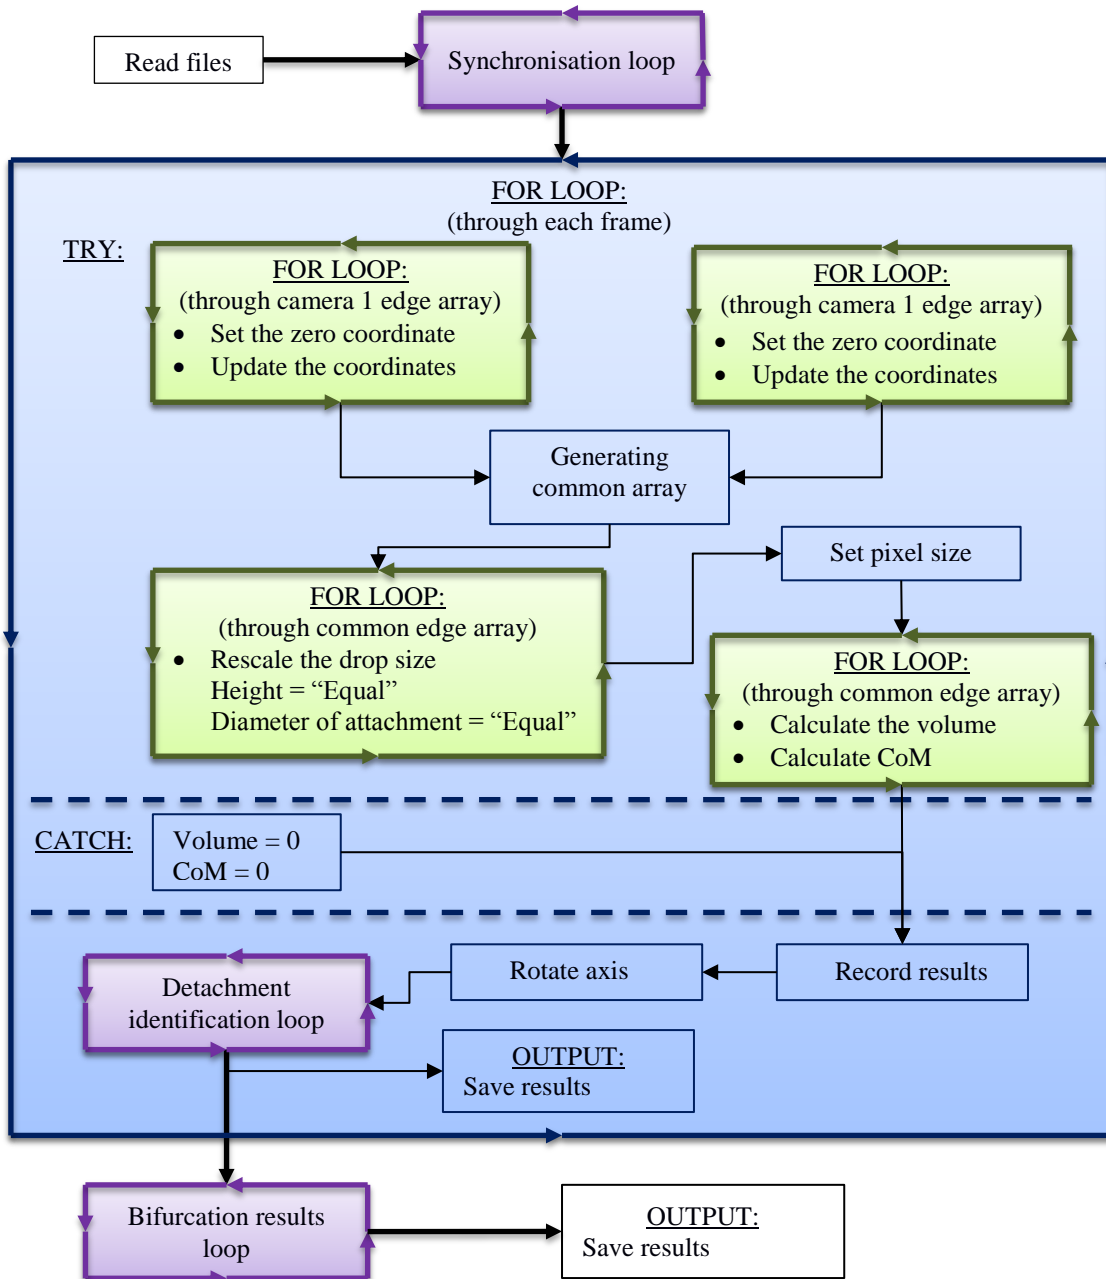 Read files
Synchronisation loop
FOR LOOP:
(through each frame)
TRY:
FOR LOOP:
(through camera 1 edge array)
• Set the zero coordinate
• Update the coordinates
FOR LOOP:
(through camera 1 edge array)
• Set the zero coordinate
• Update the coordinates
Generating
common array
Set pixel size
FOR LOOP:
(through common edge array)
• Rescale the drop size
Height = “Equal”
Diameter of attachment = “Equal”
FOR LOOP:
(through common edge array)
• Calculate the volume
• Calculate CoM
CATCH:
Volume = 0
CoM = 0
Record results
Rotate axis
Detachment
identification loop
OUTPUT:
Save results
Bifurcation results
loop
OUTPUT:
Save results